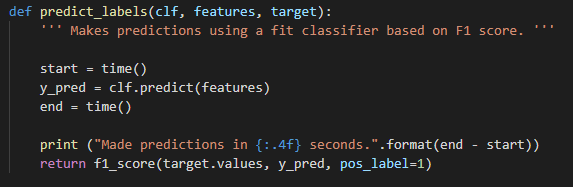 def predict_labels(clf, features, target):
''' Makes predictions using a fit classifier based on F1 score. '''
start = time()
y_pred = clf.predict(features)
end = time()
print ("Made predictions in {:.4f} seconds.".format(end - start))
return f1_score(target.values, y_pred, pos_label=1)